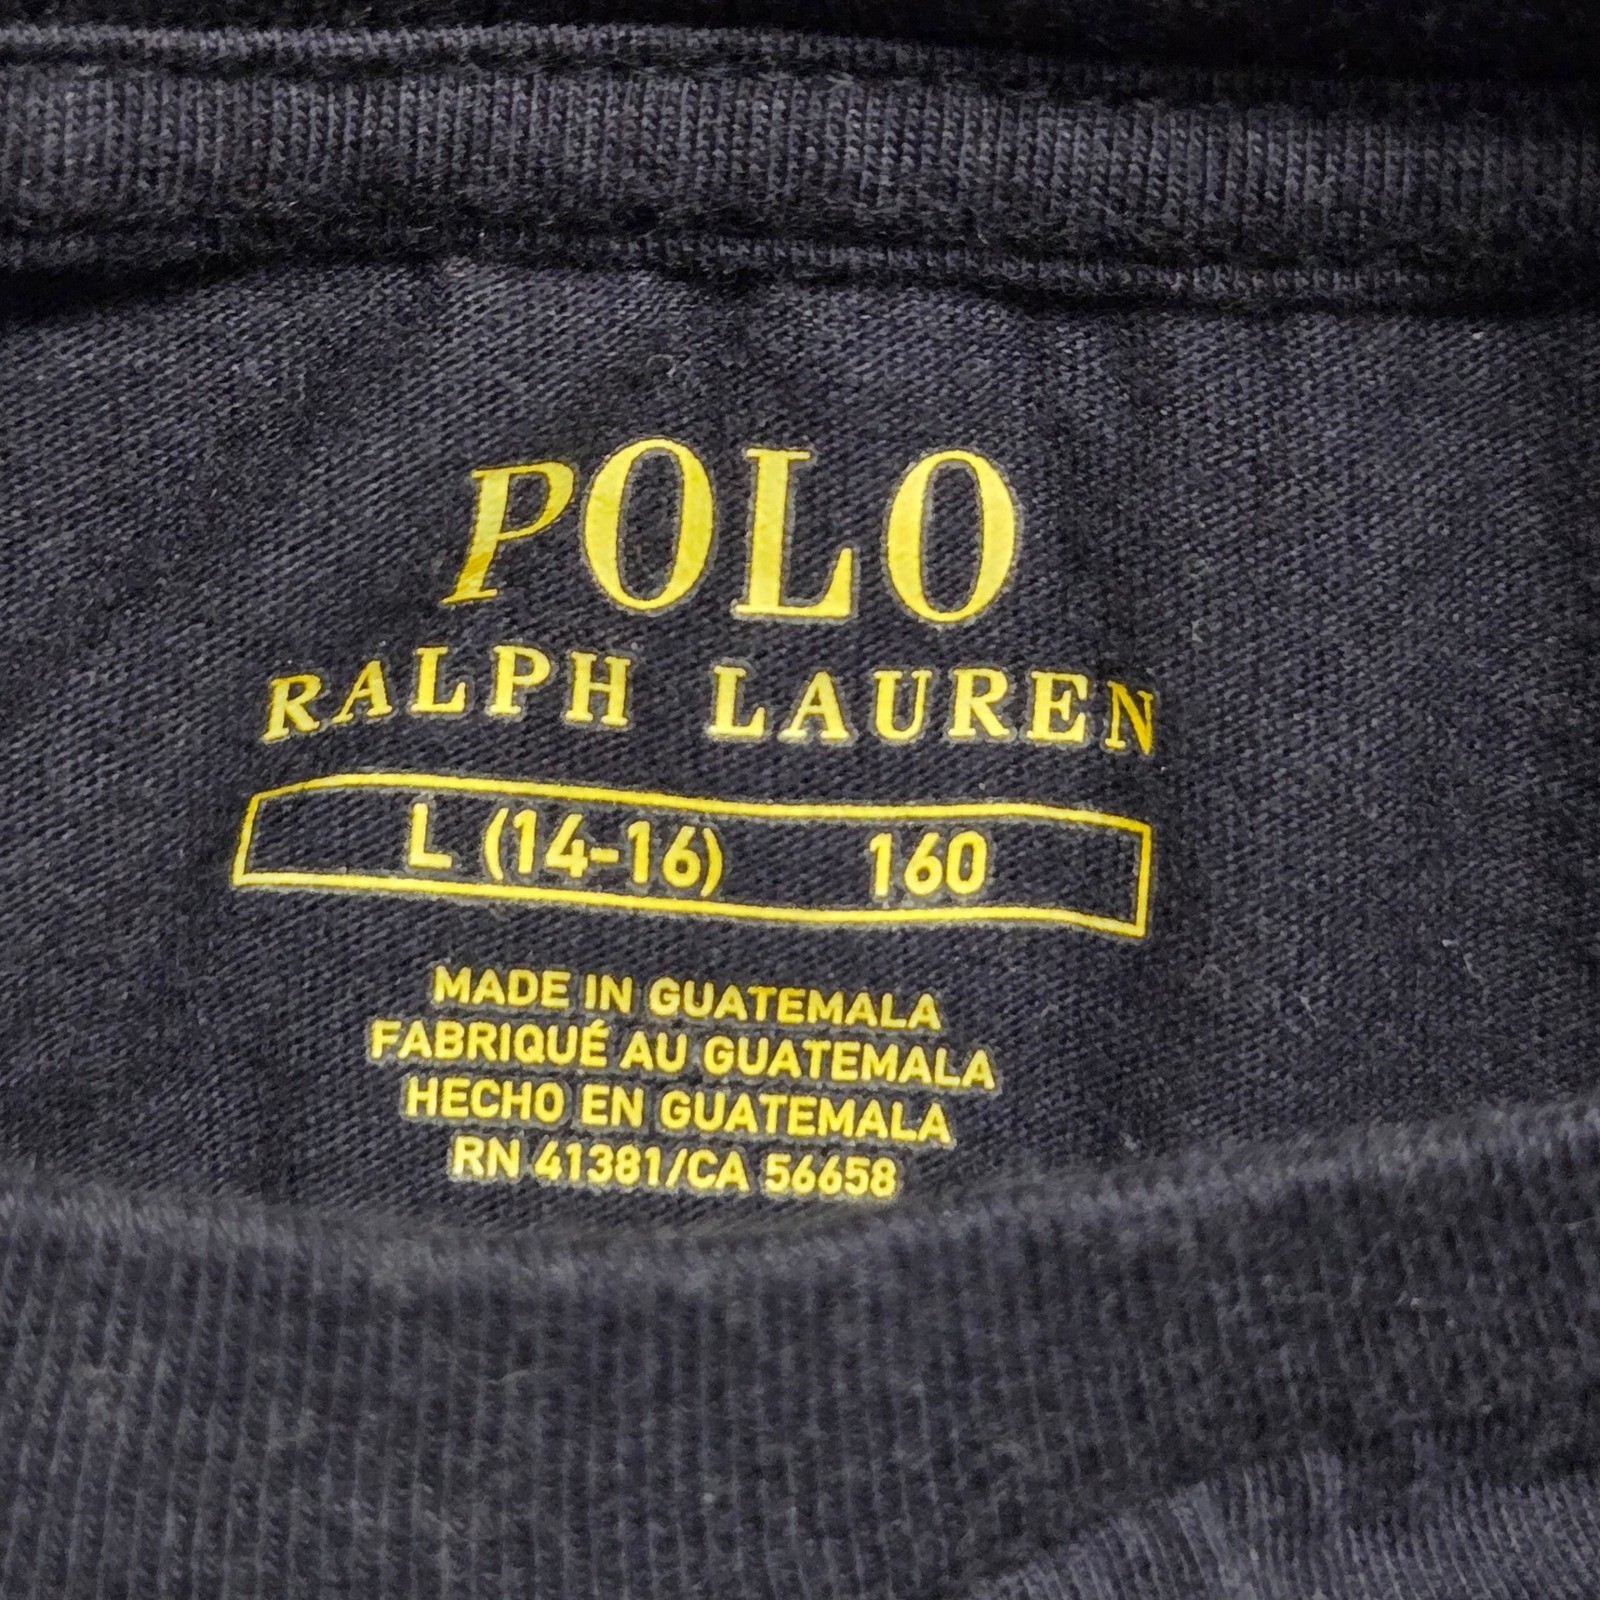 POLO
RALPH LAUREN
L (14-16) 160
MADE IN GUATEMALA
FABRIQUÉ AU GUATEMALA
HECHO EN GUATEMALA
RN 41381/CA 56658